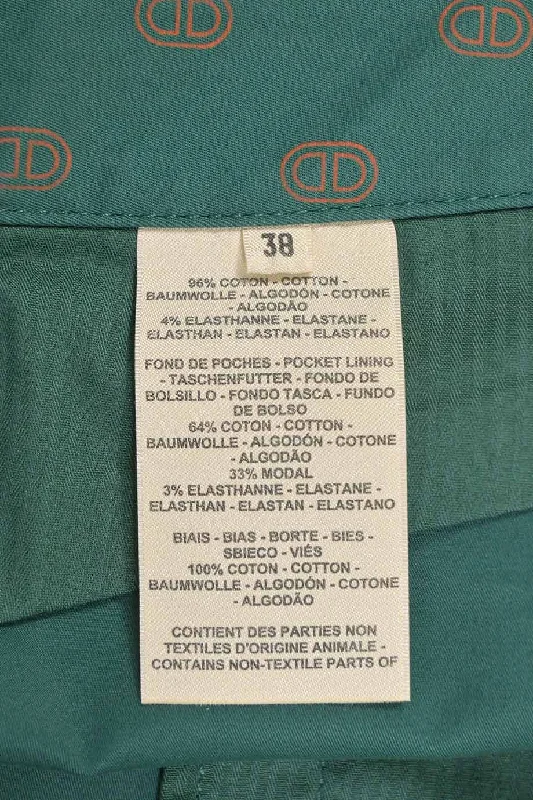 38
96% COTON - COTTON -
BAUMWOLLE - ALGODÓN - COTONE
- ALGODÃO
4% ELASTHANNE - ELASTANE -
ELASTHAN - ELASTAN - ELASTANO
FOND DE POCHES - POCKET LINING
- TASCHENFUTTER - FONDO DE
BOLSILLO - FONDO TASCA - FUNDO
DE BOLSO
64% COTON - COTTON -
BAUMWOLLE - ALGODÓN - COTONE
- ALGODÃO
33% MODAL
3% ELASTHANNE - ELASTANE -
ELASTHAN - ELASTAN - ELASTANO
BIAIS - BIAS - BORTE - BIES -
SBIECO - VIÉS
100% COTON - COTTON -
BAUMWOLLE - ALGODÓN - COTONE
- ALGODÃO
CONTIENT DES PARTIES NON
TEXTILES D'ORIGINE ANIMALE -
CONTAINS NON-TEXTILE PARTS OF